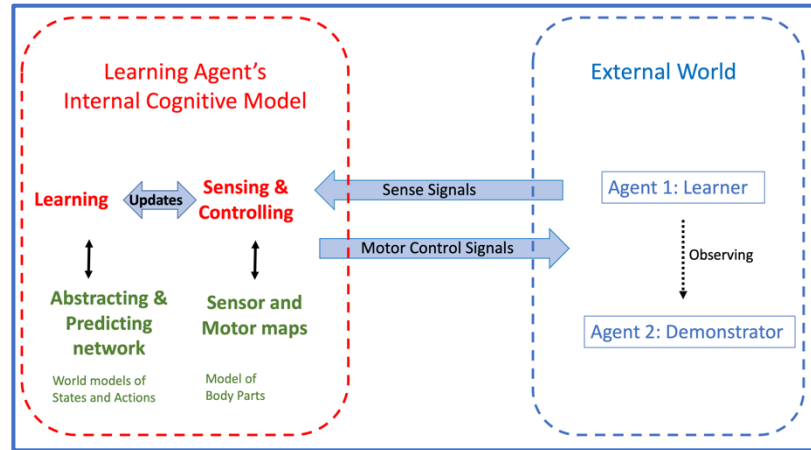 Learning Agent's
Internal Cognitive Model
External World
Learning
Updates
Sensing &
Controlling
Sense Signals
Agent 1: Learner
Motor Control Signals
Observing
Abstracting &
Predicting
network
Sensor and
Motor maps
Agent 2: Demonstrator
World models of
States and Actions
Model of
Body Parts